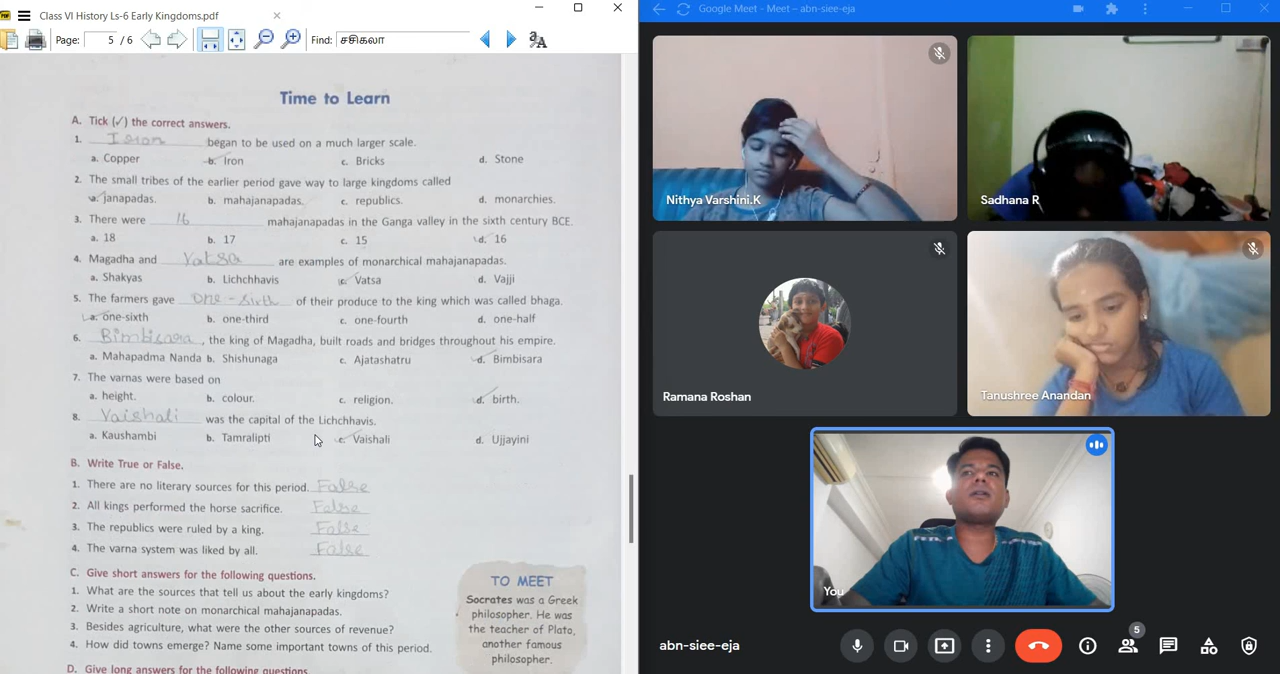 Class VI History Ls-6 Early Kingdoms.pdf
Page: 5 / 6 Find: சசிகலா
Time to Learn
A. Tick (✓) the correct answers.
1. Iron began to be used on a much larger scale.
a. Copper b. Iron c. Bricks d. Stone
2. The small tribes of the earlier period gave way to large kingdoms called
a. janapadas. b. mahajanapadas. c. republics. d. monarchies.
3. There were 16 mahajanapadas in the Ganga valley in the sixth century BCE.
a. 18 b. 17 c. 15 d. 16
4. Magadha and Vatsa are examples of monarchical mahajanapadas.
a. Shakyas b. Lichchhavis c. Vatsa d. Vajji
5. The farmers gave one-sixth of their produce to the king which was called bhaga.
a. one-sixth b. one-third c. one-fourth d. one-half
6. Bimbisara, the king of Magadha, built roads and bridges throughout his empire.
a. Mahapadma Nanda b. Shishunaga c. Ajatashatru d. Bimbisara
7. The varnas were based on
a. height. b. colour. c. religion. d. birth.
8. Vaishali was the capital of the Lichchhavis.
a. Kaushambi b. Tamralipti c. Vaishali d. Ujjayini
B. Write True or False.
1. There are no literary sources for this period. False
2. All kings performed the horse sacrifice. False
3. The republics were ruled by a king. False
4. The varna system was liked by all. False
C. Give short answers for the following questions.
1. What are the sources that tell us about the early kingdoms?
2. Write a short note on monarchical mahajanapadas.
3. Besides agriculture, what were the other sources of revenue?
4. How did towns emerge? Name some important towns of this period.
D. Give long answers for the following questions.
TO MEET
Socrates was a Greek
philosopher. He was
the teacher of Plato,
another famous
philosopher.
Google Meet - Meet – abn-siee-eja
Nithya Varshini.K
Sadhana R
Ramana Roshan
Tanushree Anandan
You
abn-siee-eja
5